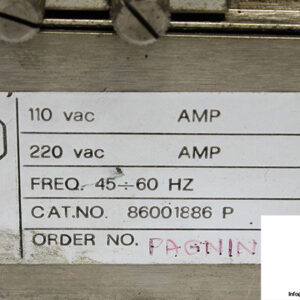 110 vac AMP
220 vac AMP
FREQ. 45÷60 HZ
CAT.NO. 86001886 P
ORDER NO. PAGNIN